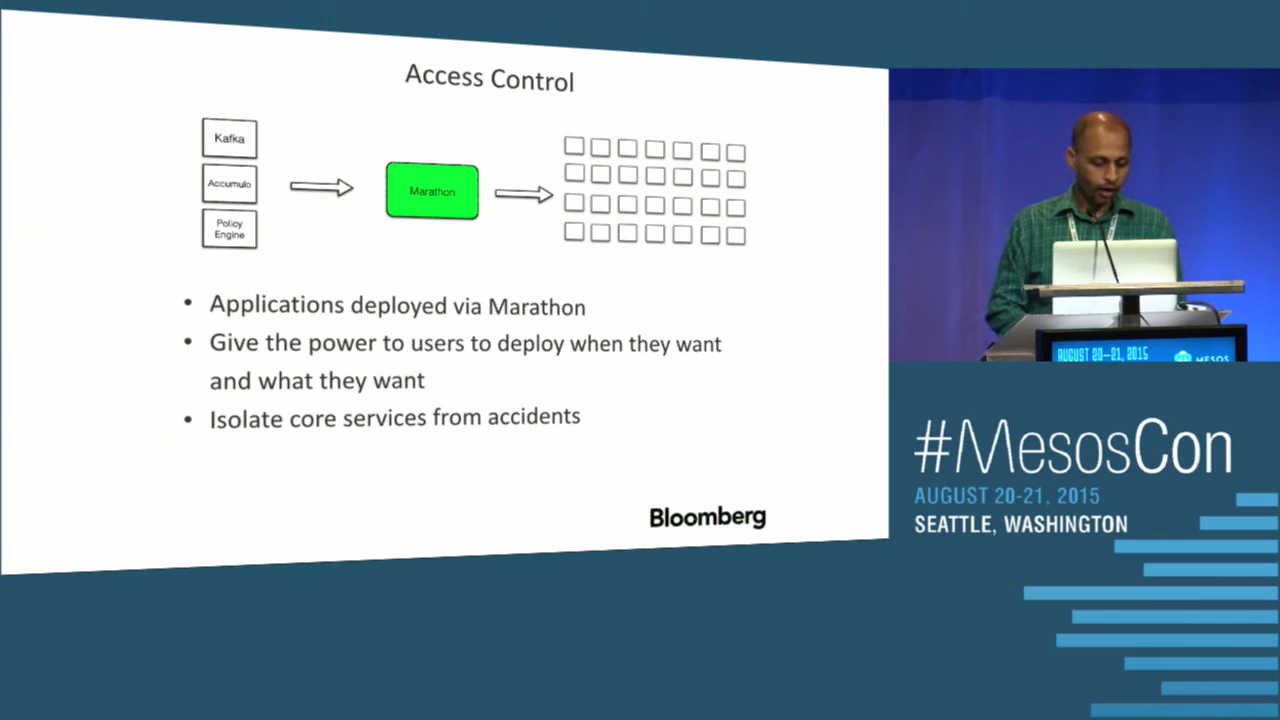 Access Control
Kafka
Accumulo
Policy
Engine
Marathon
• Applications deployed via Marathon
• Give the power to users to deploy when they want
and what they want
• Isolate core services from accidents
Bloomberg
AUGUST 20-21, 2015
MESOS
#MesosCon
AUGUST 20-21, 2015
SEATTLE, WASHINGTON